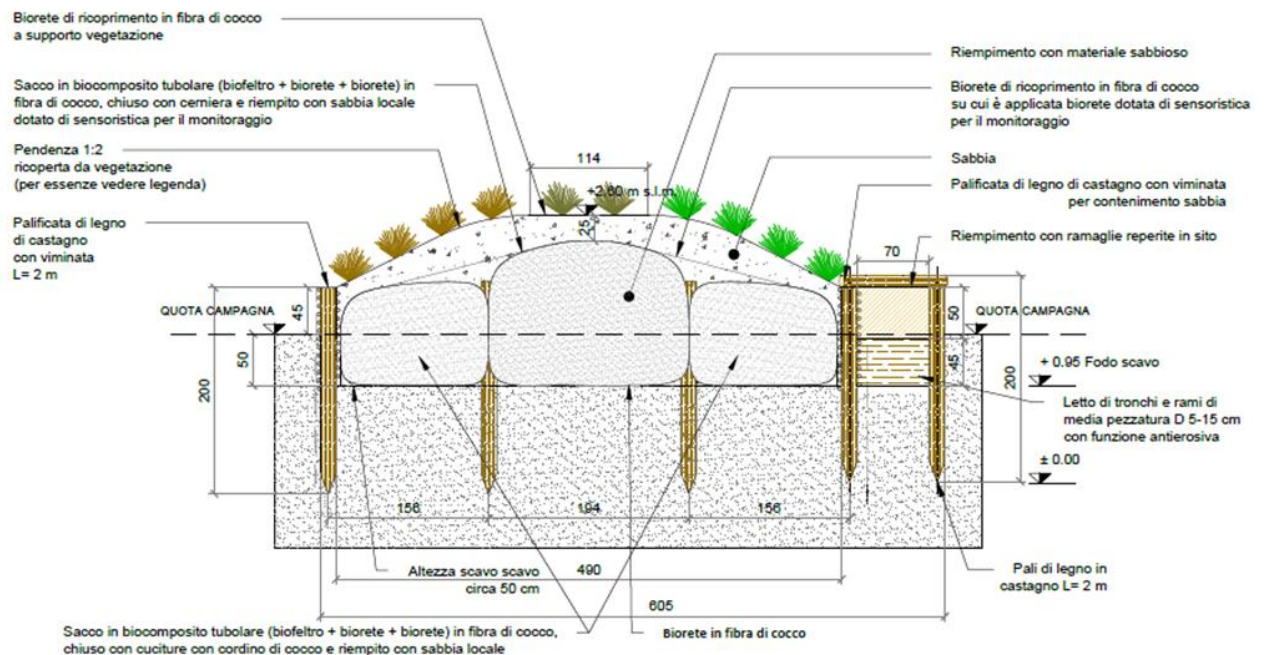 Biorete di ricoprimento in fibra di cocco
a supporto vegetazione
Sacco in biocomposito tubolare (biofeltro + biorete + biorete) in
fibra di cocco, chiuso con cerniera e riempito con sabbia locale
dotato di sensoristica per il monitoraggio
Pendenza 1:2
ricoperta da vegetazione
(per essenze vedere legenda)
Palificata di legno
di castagno
con viminata
L= 2 m
Riempimento con materiale sabbioso
Biorete di ricoprimento in fibra di cocco
su cui è applicata biorete dotata di sensoristica
per il monitoraggio
Sabbia
Palificata di legno di castagno con viminata
per contenimento sabbia
Riempimento con ramaglie reperite in sito
114
+2.60 m s.l.m.
25
70
QUOTA CAMPAGNA
45
50
200
QUOTA CAMPAGNA
50
45
200
+ 0.95 Fodo scavo
Letto di tronchi e rami di
media pezzatura D 5-15 cm
con funzione antierosiva
± 0.00
156
194
156
Altezza scavo scavo
circa 50 cm
490
Pali di legno in
castagno L= 2 m
605
Sacco in biocomposito tubolare (biofeltro + biorete + biorete) in fibra di cocco,
chiuso con cuciture con cordino di cocco e riempito con sabbia locale
Biorete in fibra di cocco